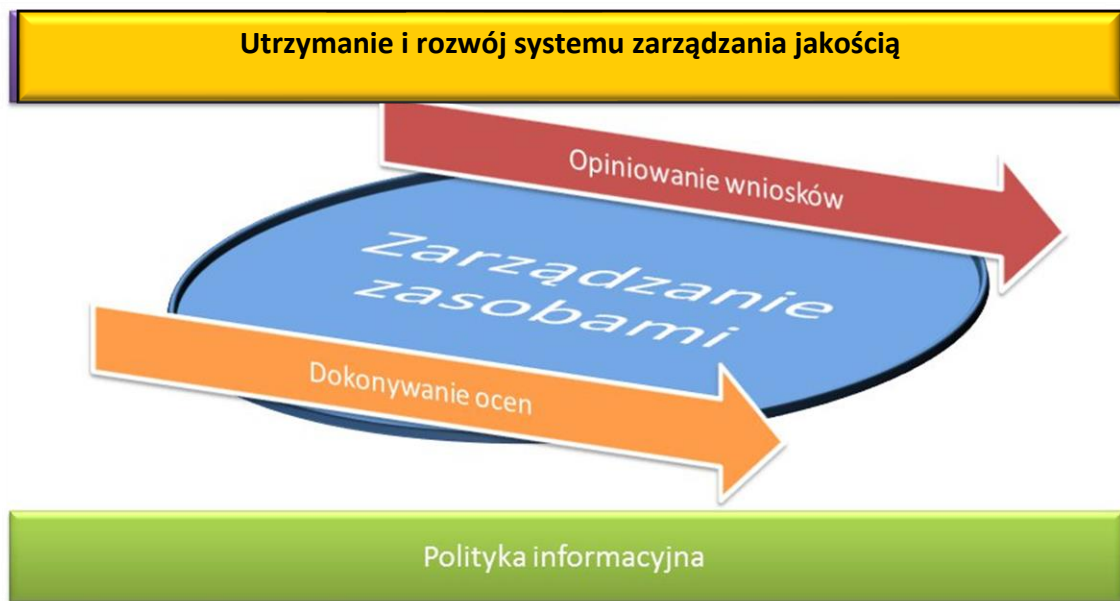 Utrzymanie i rozwój systemu zarządzania jakością
Opiniowanie wniosków
Zarządzanie
zasobami
Dokonywanie ocen
Polityka informacyjna